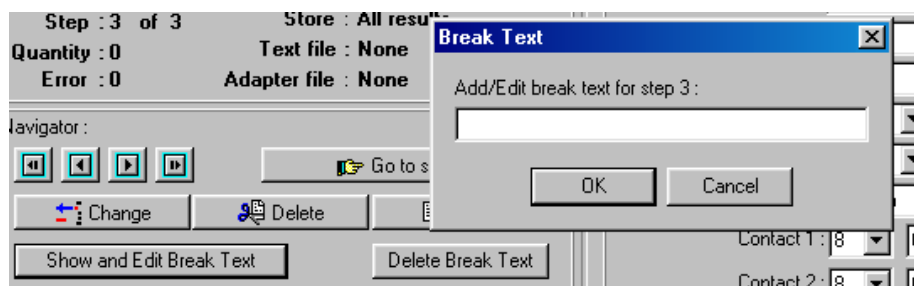 Step : 3 of 3
Store : All results
Quantity : 0
Text file : None
Error : 0
Adapter file : None
Break Text
Add/Edit break text for step 3 :
OK
Cancel
Navigator :
Go to s
Change
Delete
Show and Edit Break Text
Delete Break Text
Contact 1 : 8
Contact 2 : 8